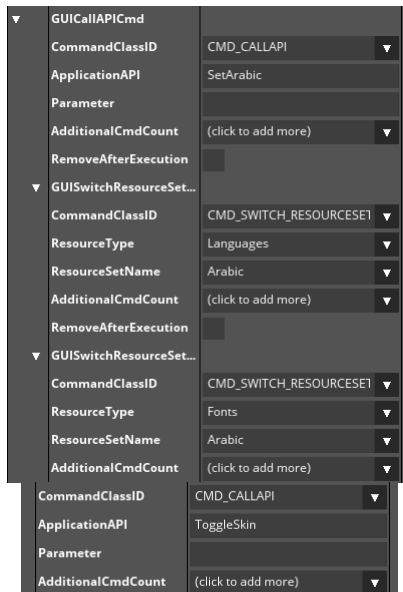 GUICallAPICmd
CommandClassID CMD_CALLAPI
ApplicationAPI SetArabic
Parameter
AdditionalCmdCount (click to add more)
RemoveAfterExecution
GUISwitchResourceSet...
CommandClassID CMD_SWITCH_RESOURCESET
ResourceType Languages
ResourceSetName Arabic
AdditionalCmdCount (click to add more)
RemoveAfterExecution
GUISwitchResourceSet...
CommandClassID CMD_SWITCH_RESOURCESET
ResourceType Fonts
ResourceSetName Arabic
AdditionalCmdCount (click to add more)
CommandClassID CMD_CALLAPI
ApplicationAPI ToggleSkin
Parameter
AdditionalCmdCount (click to add more)